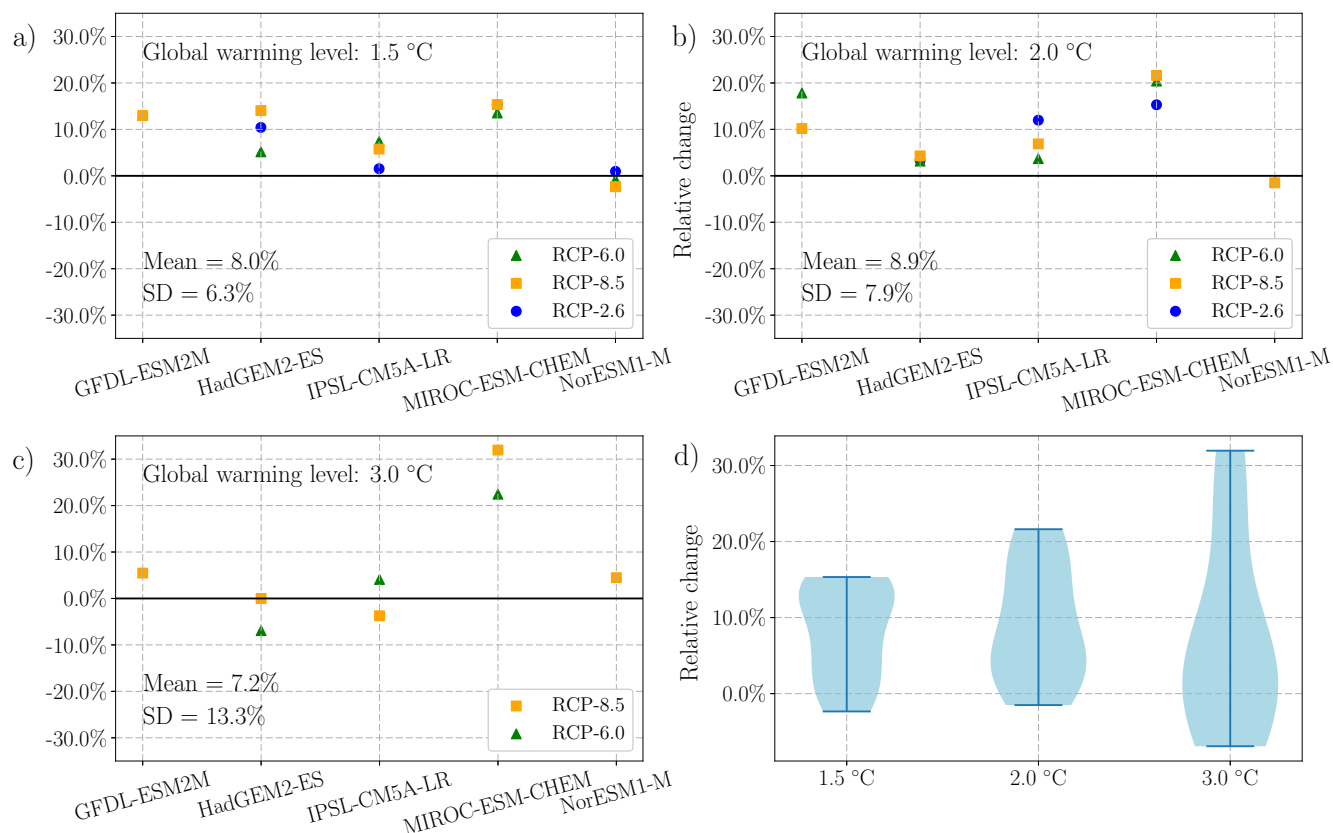 a)
Global warming level: 1.5 °C
30.0%
20.0%
10.0%
0.0%
-10.0%
-20.0%
-30.0%
Mean = 8.0%
SD = 6.3%
RCP-6.0
RCP-8.5
RCP-2.6
GFDL-ESM2M
HadGEM2-ES
IPSL-CM5A-LR
MIROC-ESM-CHEM
NorESM1-M
b)
Global warming level: 2.0 °C
Relative change
30.0%
20.0%
10.0%
0.0%
-10.0%
-20.0%
-30.0%
Mean = 8.9%
SD = 7.9%
RCP-6.0
RCP-8.5
RCP-2.6
GFDL-ESM2M
HadGEM2-ES
IPSL-CM5A-LR
MIROC-ESM-CHEM
NorESM1-M
c)
Global warming level: 3.0 °C
30.0%
20.0%
10.0%
0.0%
-10.0%
-20.0%
-30.0%
Mean = 7.2%
SD = 13.3%
RCP-8.5
RCP-6.0
GFDL-ESM2M
HadGEM2-ES
IPSL-CM5A-LR
MIROC-ESM-CHEM
NorESM1-M
d)
Relative change
30.0%
20.0%
10.0%
0.0%
1.5 °C
2.0 °C
3.0 °C